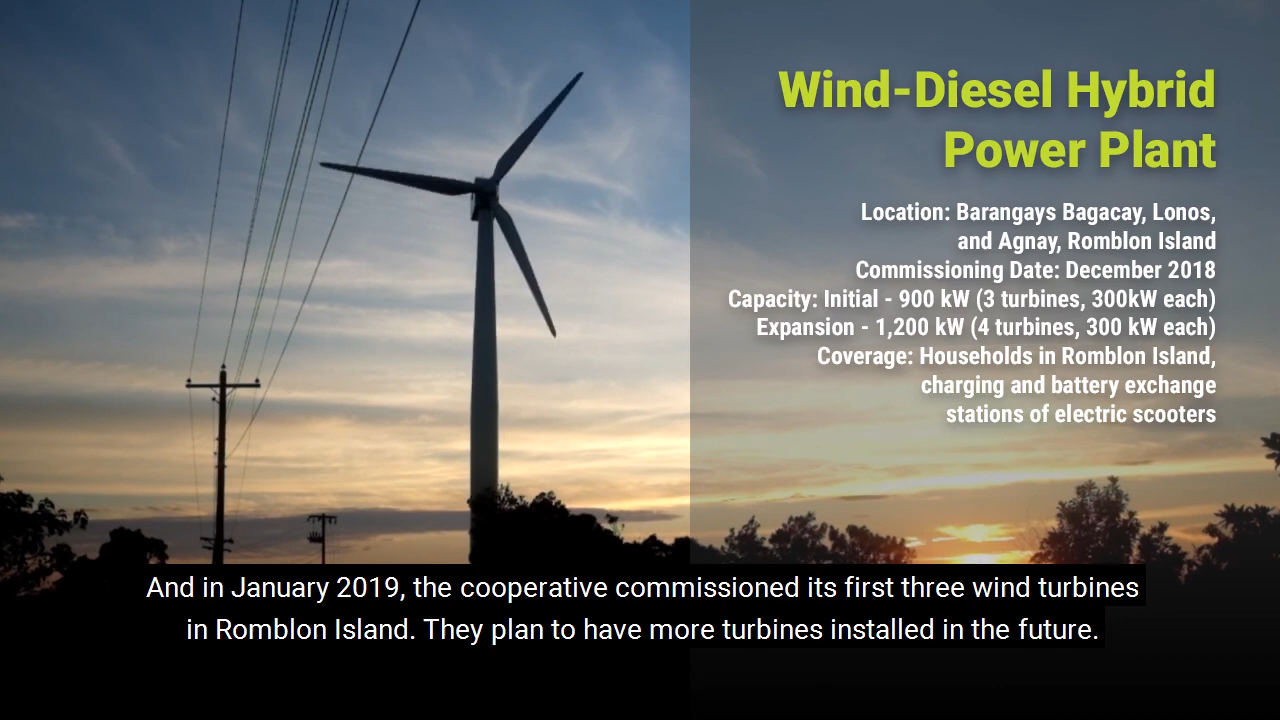 Wind-Diesel Hybrid
Power Plant
Location: Barangays Bagacay, Lonos,
and Agnay, Romblon Island
Commissioning Date: December 2018
Capacity: Initial - 900 kW (3 turbines, 300kW each)
Expansion - 1,200 kW (4 turbines, 300 kW each)
Coverage: Households in Romblon Island,
charging and battery exchange
stations of electric scooters
And in January 2019, the cooperative commissioned its first three wind turbines
in Romblon Island. They plan to have more turbines installed in the future.